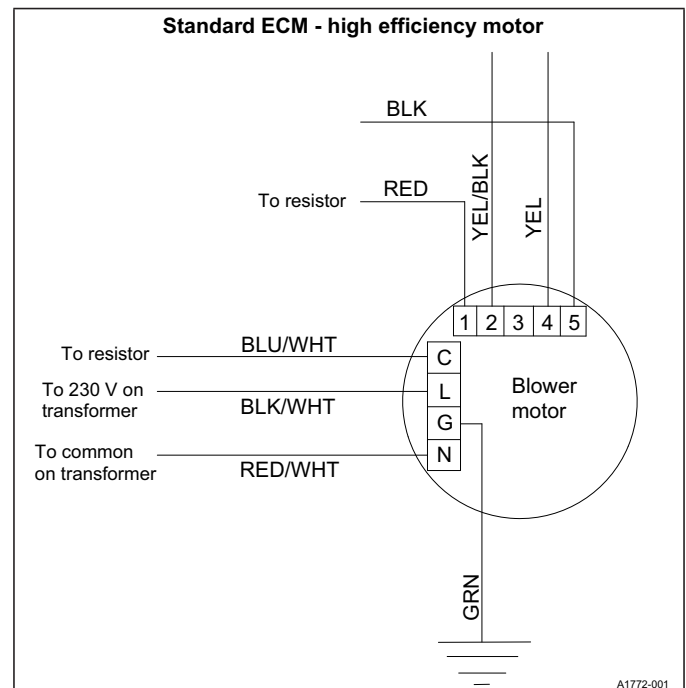 Standard ECM - high efficiency motor
BLK
To resistor
RED
YEL/BLK
YEL
1 2 3 4 5
To resistor
BLU/WHT
C
To 230 V on
transformer
BLK/WHT
L
Blower
motor
G
To common
on transformer
RED/WHT
N
GRN
A1772-001